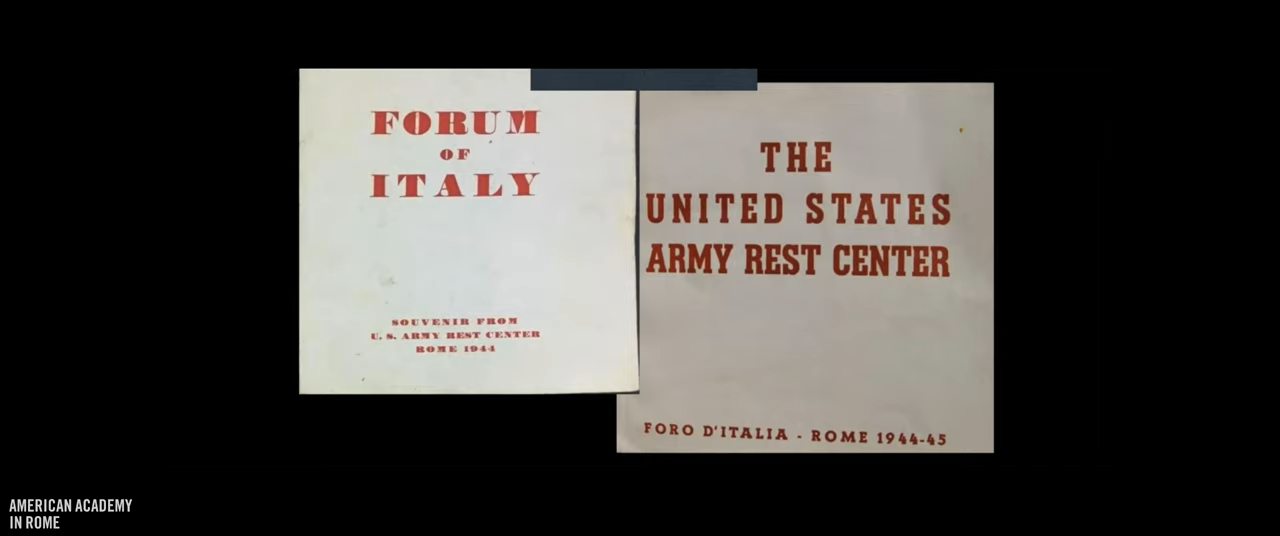 FORUM
OF
ITALY
SOUVENIR FROM
U. S. ARMY REST CENTER
ROME 1944
THE
UNITED STATES
ARMY REST CENTER
FORO D'ITALIA - ROME 1944-45
AMERICAN ACADEMY
IN ROME